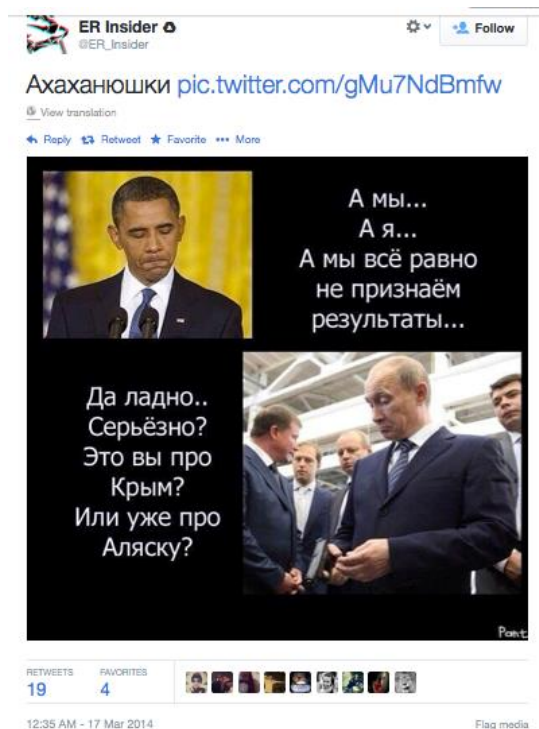 ER Insider
@ER_Insider
Follow
Ахаханюшки pic.twitter.com/gMu7NdBmfw
View translation
Reply Retweet Favorite More
А мы...
А я...
А мы всё равно
не признаём
результаты...
Да ладно..
Серьёзно?
Это вы про
Крым?
Или уже про
Аляску?
RETWEETS FAVORITES
19 4
12:35 AM - 17 Mar 2014 Flag media